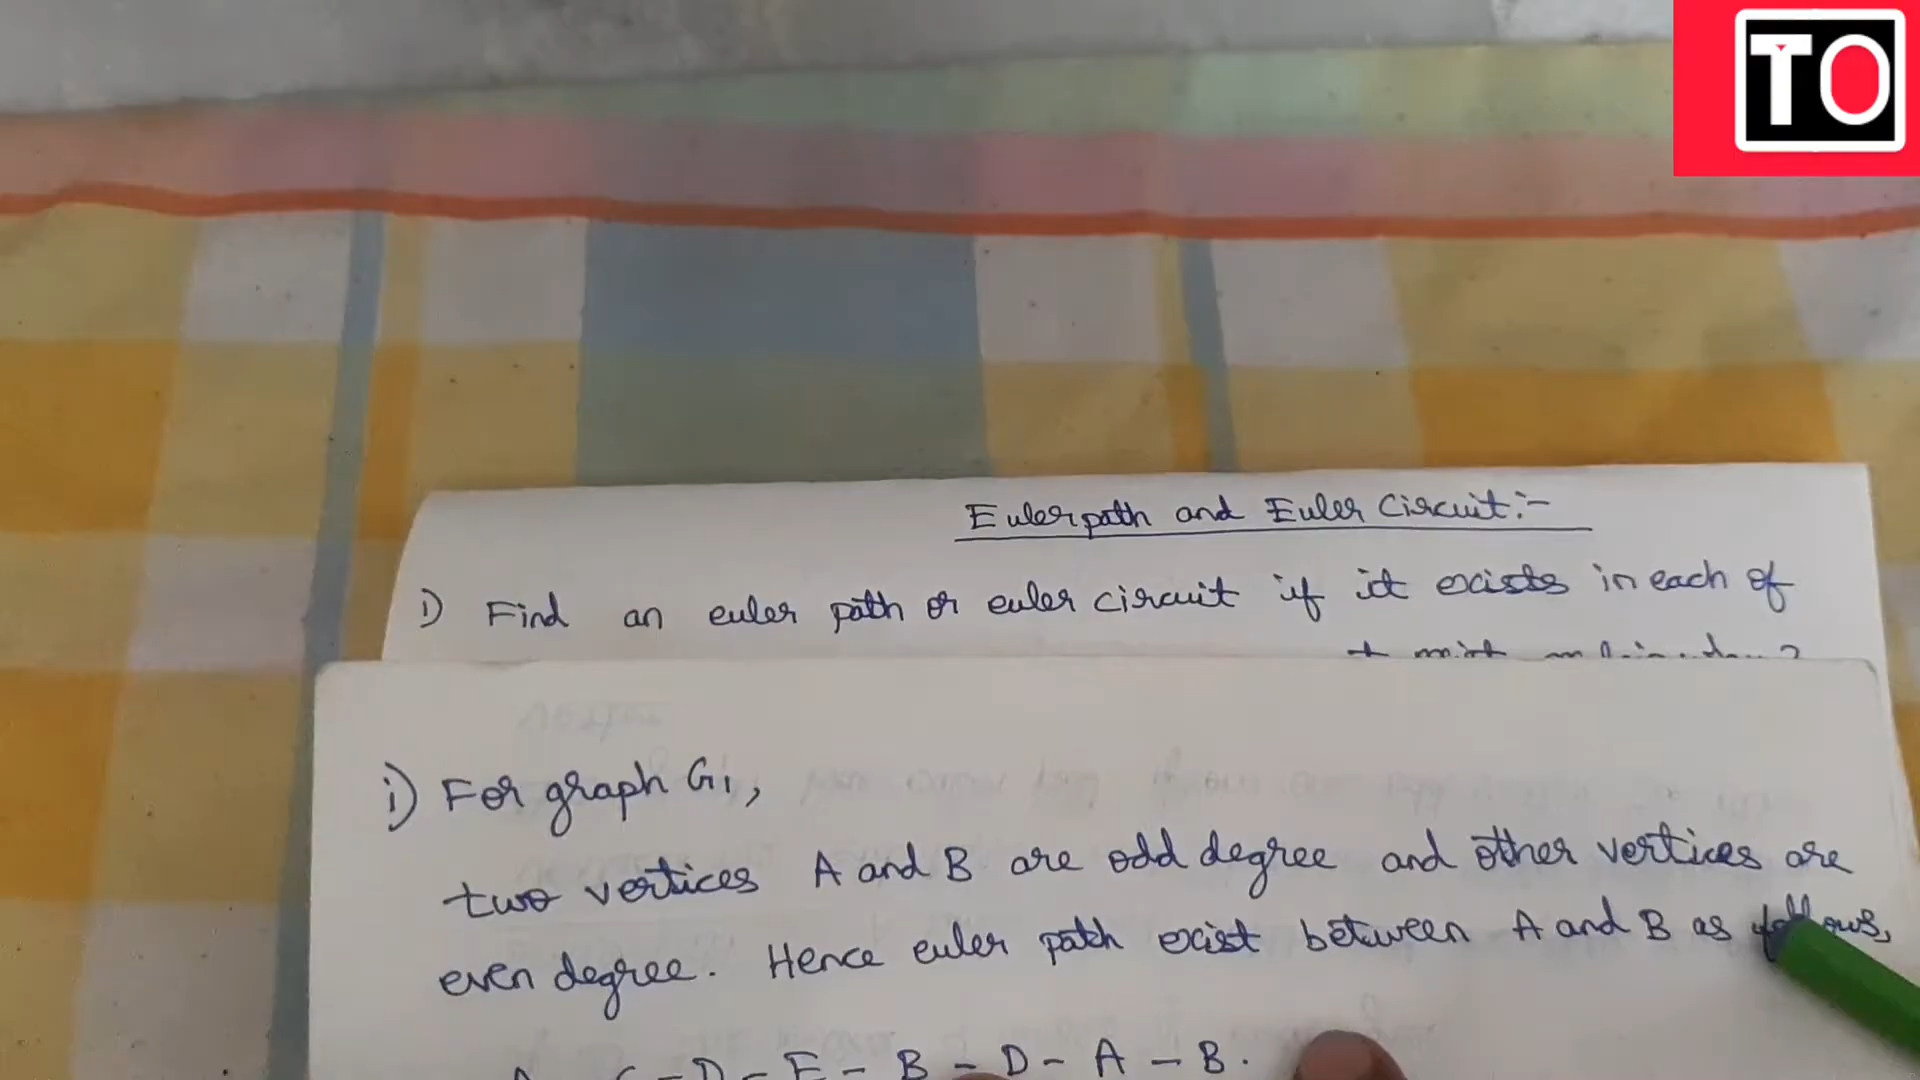 TO
Euler path and Euler Circuit:-
1) Find an euler path or euler circuit if it exists in each of
i) For graph G1,
two vertices A and B are odd degree and other vertices are
even degree. Hence euler path exist between A and B as follows,
A - C - D - E - B - D - A - B.